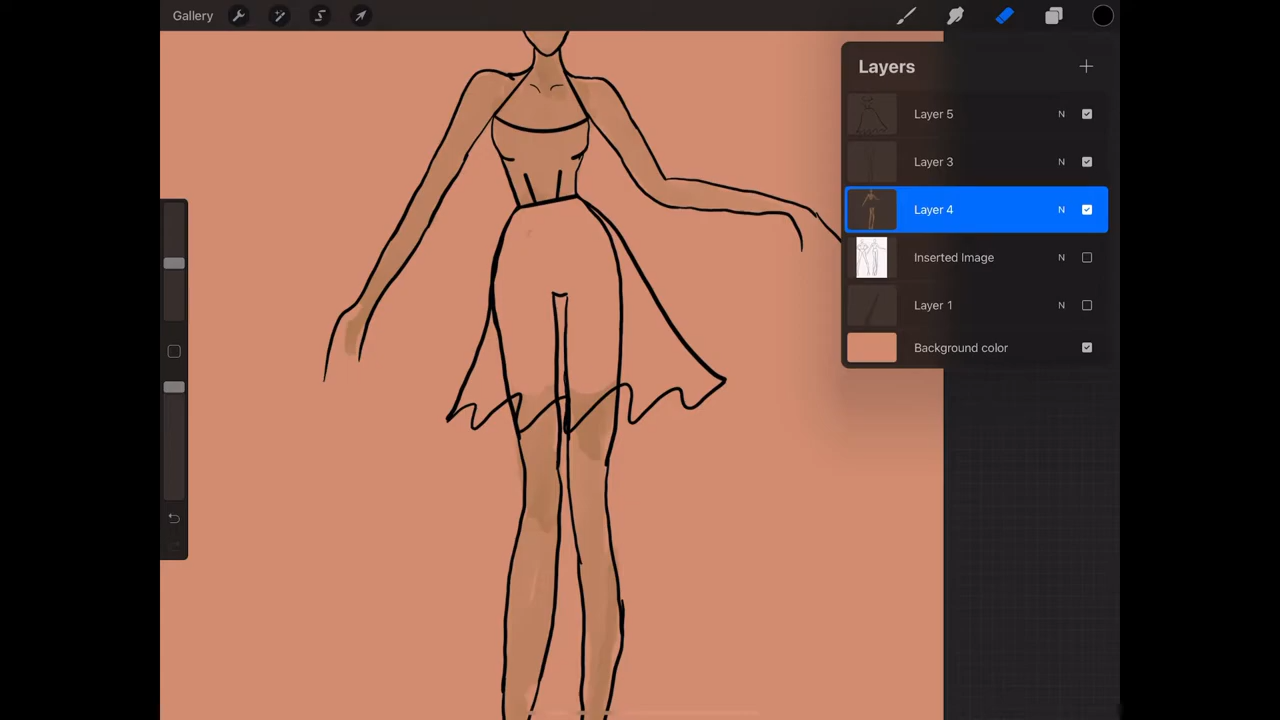 Gallery
Layers
Layer 5 N
Layer 3 N
Layer 4 N
Inserted Image N
Layer 1 N
Background color